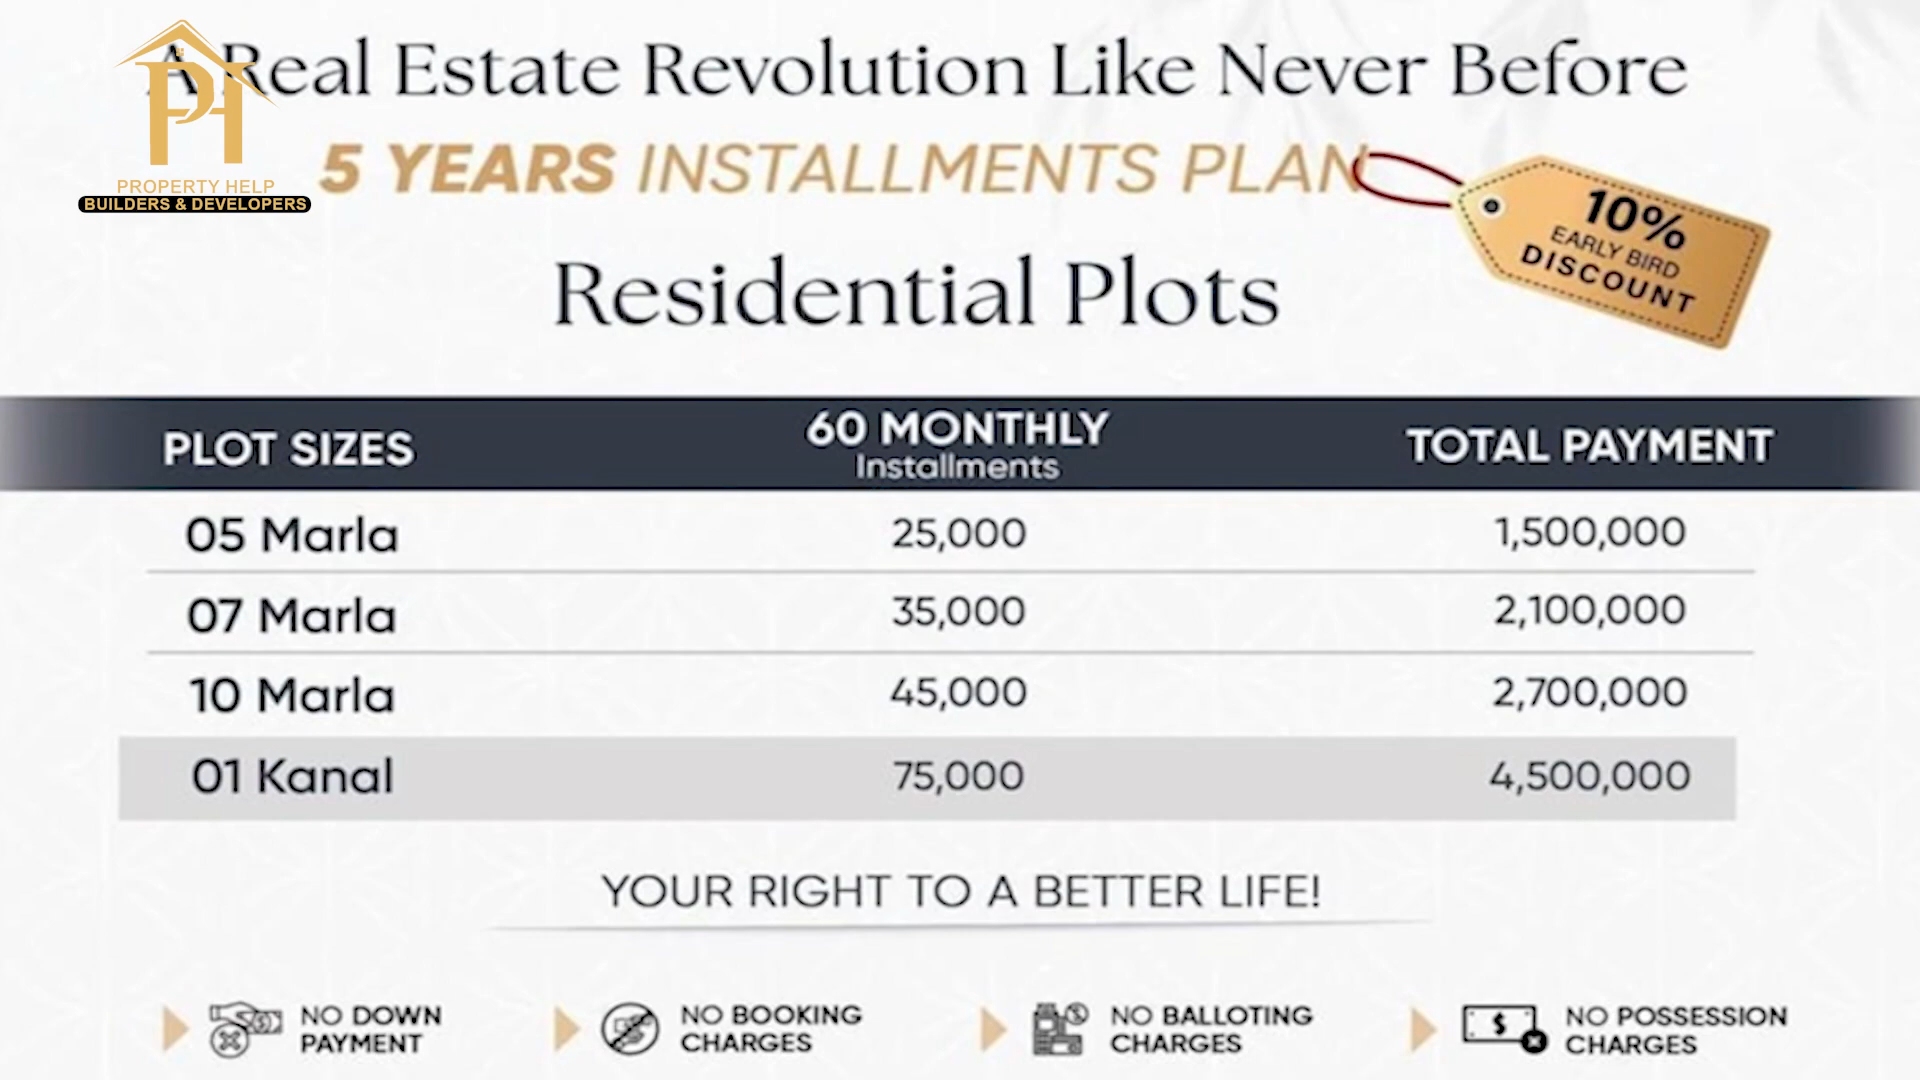 A Real Estate Revolution Like Never Before
PH
PROPERTY HELP
BUILDERS & DEVELOPERS
5 YEARS INSTALLMENTS PLAN
10%
EARLY BIRD
DISCOUNT
Residential Plots
PLOT SIZES 60 MONTHLY Installments TOTAL PAYMENT
05 Marla 25,000 1,500,000
07 Marla 35,000 2,100,000
10 Marla 45,000 2,700,000
01 Kanal 75,000 4,500,000
YOUR RIGHT TO A BETTER LIFE!
NO DOWN
PAYMENT
NO BOOKING
CHARGES
NO BALLOTING
CHARGES
$
NO POSSESSION
CHARGES